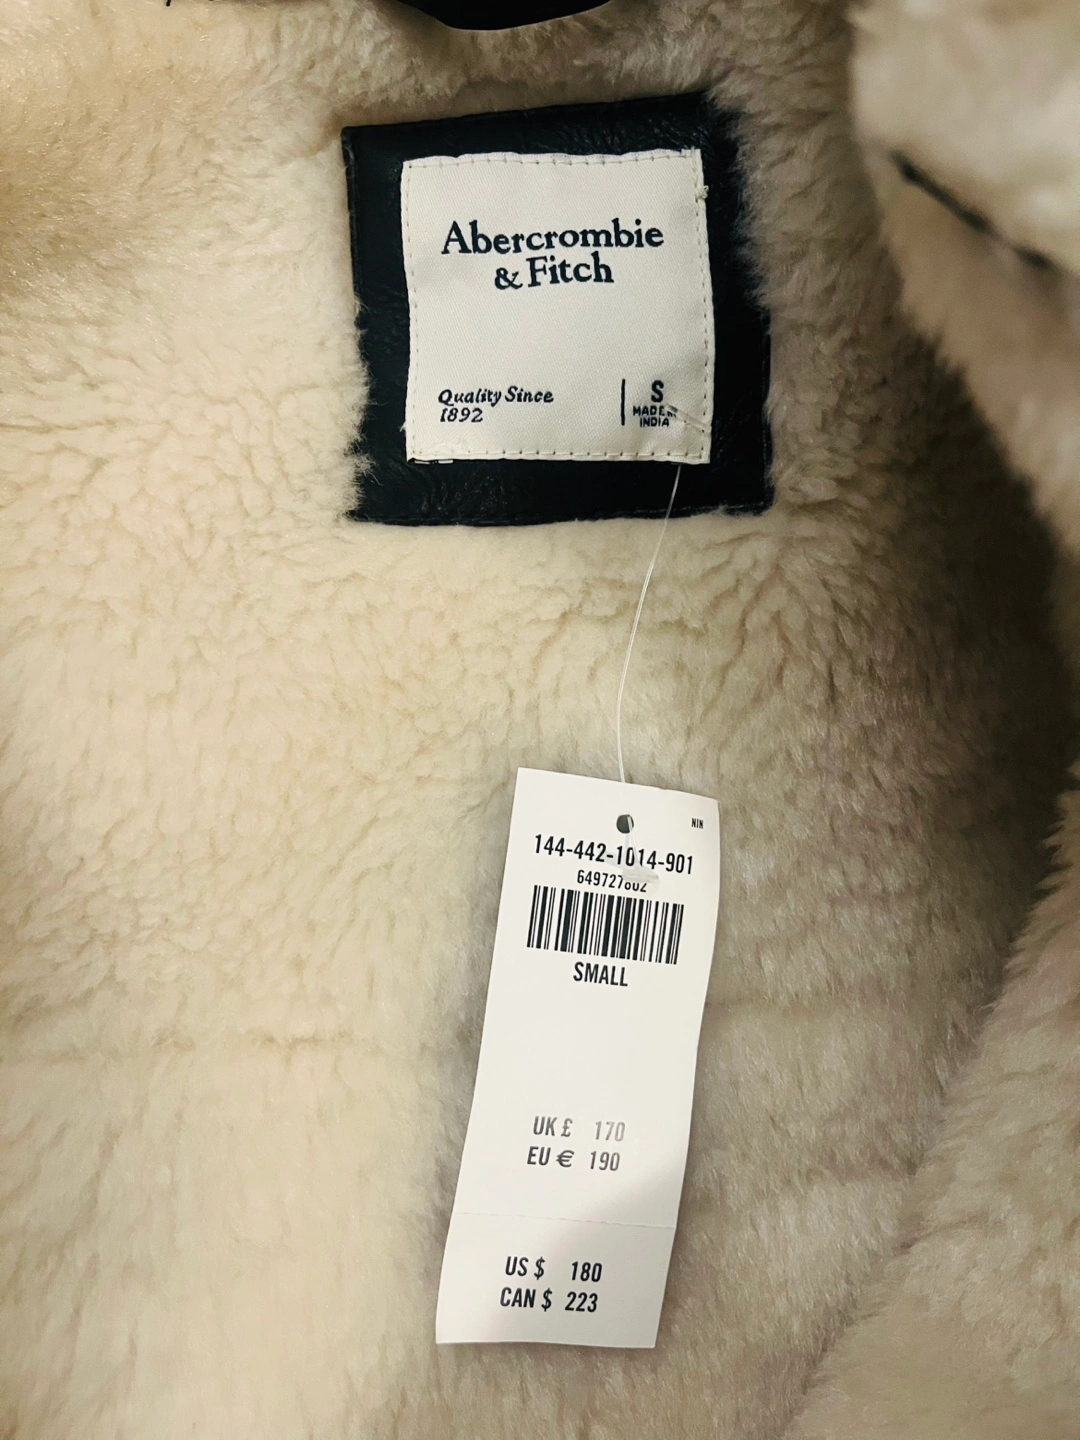 Abercrombie
& Fitch
Quality Since
1892
S
MADE IN
INDIA
NIN
144-442-1014-901
649727802
SMALL
UK £ 170
EU € 190
US $ 180
CAN $ 223